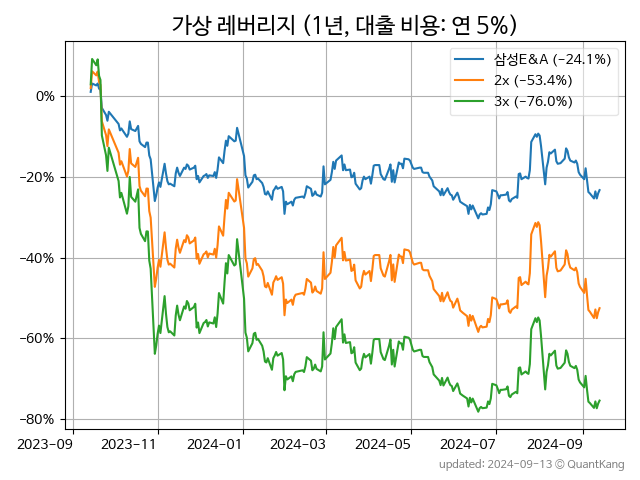 가상 레버리지 (1년, 대출 비용: 연 5%)
삼성E&A (−24.1%)
2x (−53.4%)
3x (−76.0%)
0%
−20%
−40%
−60%
−80%
2023-09 2023-11 2024-01 2024-03 2024-05 2024-07 2024-09
updated: 2024-09-13 © QuantKang